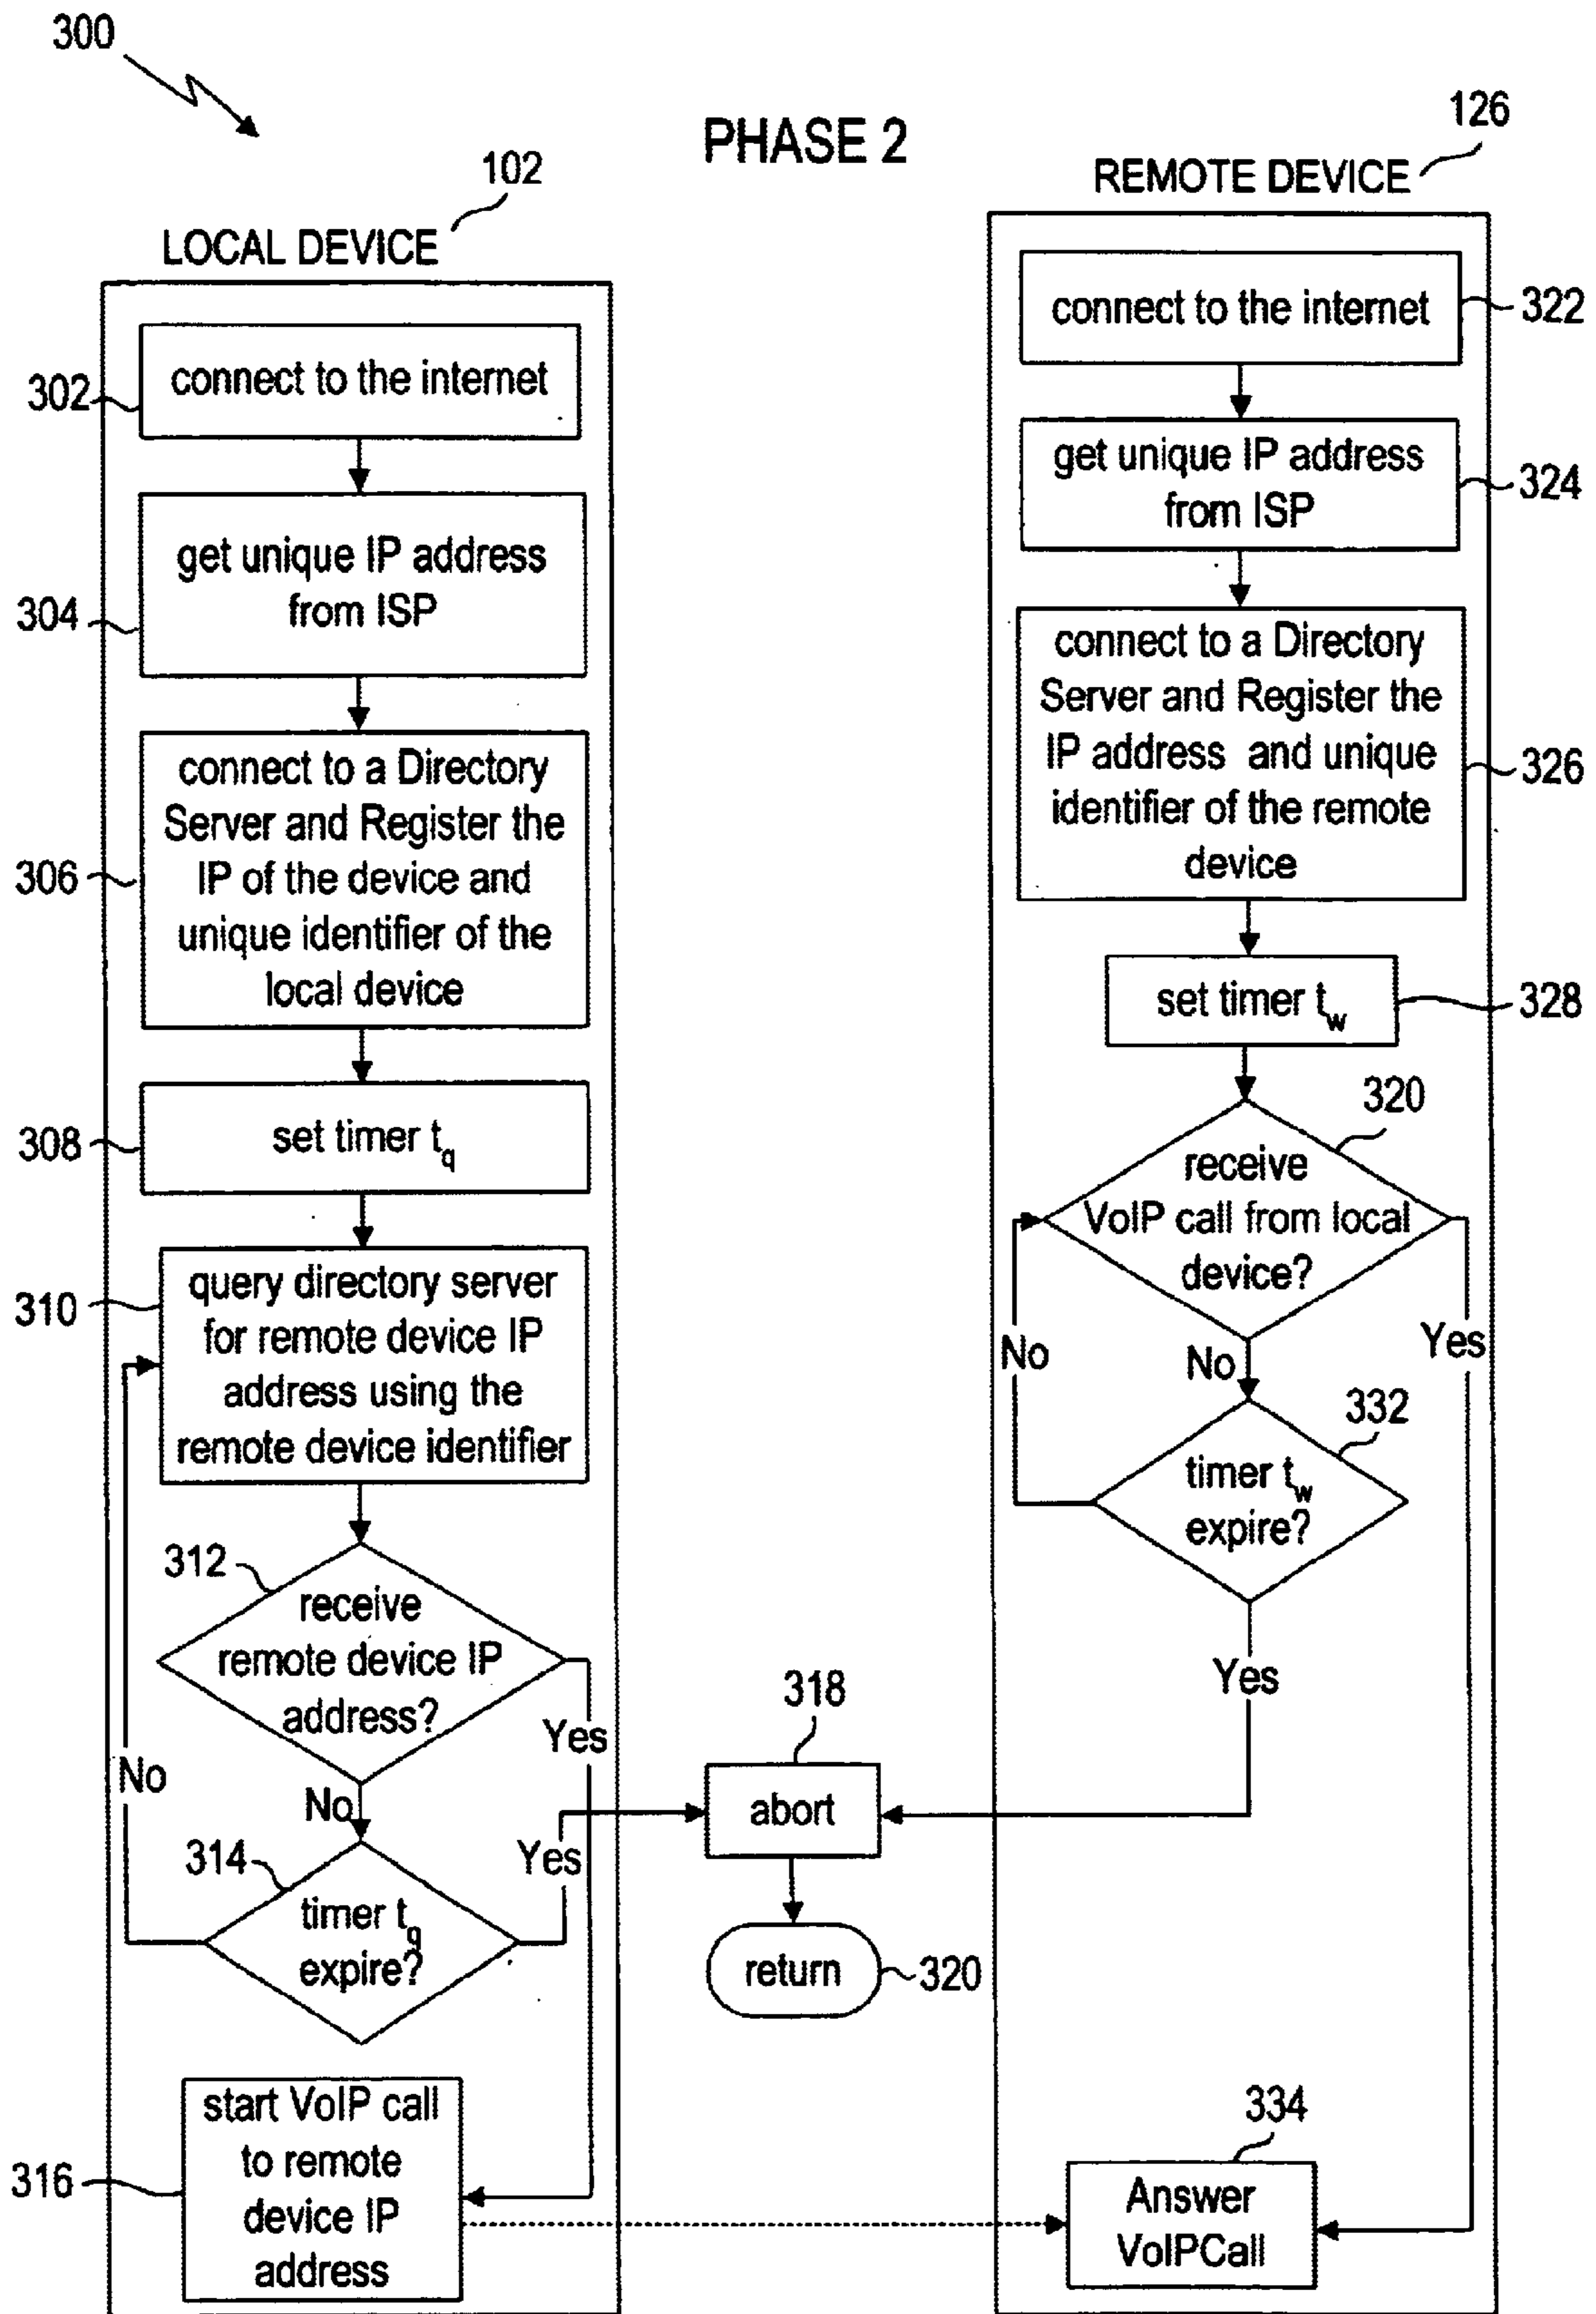 300
PHASE 2
126
REMOTE DEVICE
102
LOCAL DEVICE
connect to the internet
302
get unique IP address
from ISP
304
connect to a Directory
Server and Register the
IP of the device and
unique identifier of the
local device
306
set timer tq
308
query directory server
for remote device IP
address using the
remote device identifier
310
312
receive
remote device IP
address?
Yes
No
No
314
timer tq
expire?
Yes
start VoIP call
to remote
device IP
address
316
318
abort
return
320
connect to the internet
322
get unique IP address
from ISP
324
connect to a Directory
Server and Register the
IP address and unique
identifier of the remote
device
326
set timer tw
328
320
receive
VoIP call from local
device?
No
No
Yes
332
timer tw
expire?
Yes
334
Answer
VoIPCall